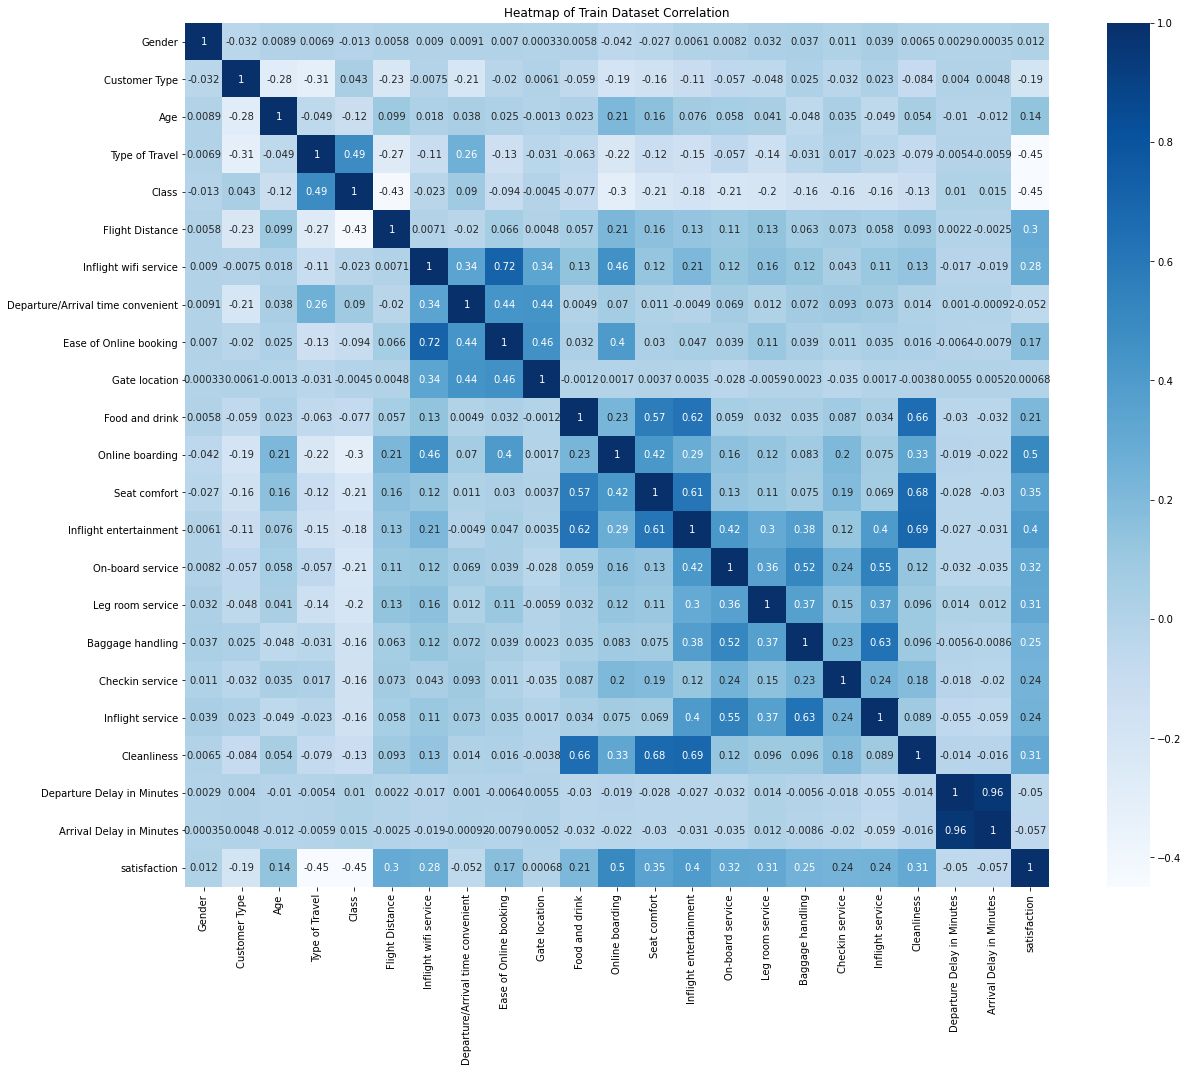 Heatmap of Train Dataset Correlation
Gender 1 -0.032 0.0089 0.0069 -0.013 0.0058 0.009 0.0091 0.007 0.00033 0.0058 -0.042 -0.027 0.0061 0.0082 0.032 0.037 0.011 0.039 0.0065 0.0029 0.00035 0.012
Customer Type -0.032 1 -0.28 -0.31 0.043 -0.23 -0.0075 -0.21 -0.02 0.0061 -0.059 -0.19 -0.16 -0.11 -0.057 -0.048 0.025 -0.032 0.023 -0.084 0.004 0.0048 -0.19
Age 0.0089 -0.28 1 -0.049 -0.12 0.099 0.018 0.038 0.025 -0.0013 0.023 0.21 0.16 0.076 0.058 0.041 -0.048 0.035 -0.049 0.054 -0.01 -0.012 0.14
Type of Travel 0.0069 -0.31 -0.049 1 0.49 -0.27 -0.11 0.26 -0.13 -0.031 -0.063 -0.22 -0.12 -0.15 -0.057 -0.14 -0.031 0.017 -0.023 -0.079 -0.0054 -0.0059 -0.45
Class -0.013 0.043 -0.12 0.49 1 -0.43 -0.023 0.09 -0.094 -0.0045 -0.077 -0.3 -0.21 -0.18 -0.21 -0.2 -0.16 -0.16 -0.16 -0.13 0.01 0.015 -0.45
Flight Distance 0.0058 -0.23 0.099 -0.27 -0.43 1 0.0071 -0.02 0.066 0.0048 0.057 0.21 0.16 0.13 0.11 0.13 0.063 0.073 0.058 0.093 0.0022 -0.0025 0.3
Inflight wifi service 0.009 -0.0075 0.018 -0.11 -0.023 0.0071 1 0.34 0.72 0.34 0.13 0.46 0.12 0.21 0.12 0.16 0.12 0.043 0.11 0.13 -0.017 -0.019 0.28
Departure/Arrival time convenient 0.0091 -0.21 0.038 0.26 0.09 -0.02 0.34 1 0.44 0.44 0.0049 0.07 0.011 -0.0049 0.069 0.012 0.072 0.093 0.073 0.014 0.001 -0.00092 -0.052
Ease of Online booking 0.007 -0.02 0.025 -0.13 -0.094 0.066 0.72 0.44 1 0.46 0.032 0.4 0.03 0.047 0.039 0.11 0.039 0.011 0.035 0.016 -0.0064 -0.0079 0.17
Gate location 0.00033 0.0061 -0.0013 -0.031 -0.0045 0.0048 0.34 0.44 0.46 1 -0.0012 0.0017 0.0037 0.0035 -0.028 -0.0059 0.0023 -0.035 0.0017 -0.0038 0.0055 0.0052 0.00068
Food and drink 0.0058 -0.059 0.023 -0.063 -0.077 0.057 0.13 0.0049 0.032 -0.0012 1 0.23 0.57 0.62 0.059 0.032 0.035 0.087 0.034 0.66 -0.03 -0.032 0.21
Online boarding -0.042 -0.19 0.21 -0.22 -0.3 0.21 0.46 0.07 0.4 0.0017 0.23 1 0.42 0.29 0.16 0.12 0.083 0.2 0.075 0.33 -0.019 -0.022 0.5
Seat comfort -0.027 -0.16 0.16 -0.12 -0.21 0.16 0.12 0.011 0.03 0.0037 0.57 0.42 1 0.61 0.13 0.11 0.075 0.19 0.069 0.68 -0.028 -0.03 0.35
Inflight entertainment 0.0061 -0.11 0.076 -0.15 -0.18 0.13 0.21 -0.0049 0.047 0.0035 0.62 0.29 0.61 1 0.42 0.3 0.38 0.12 0.4 0.69 -0.027 -0.031 0.4
On-board service 0.0082 -0.057 0.058 -0.057 -0.21 0.11 0.12 0.069 0.039 -0.028 0.059 0.16 0.13 0.42 1 0.36 0.52 0.24 0.55 0.12 -0.032 -0.035 0.32
Leg room service 0.032 -0.048 0.041 -0.14 -0.2 0.13 0.16 0.012 0.11 -0.0059 0.032 0.12 0.11 0.3 0.36 1 0.37 0.15 0.37 0.096 0.014 0.012 0.31
Baggage handling 0.037 0.025 -0.048 -0.031 -0.16 0.063 0.12 0.072 0.039 0.0023 0.035 0.083 0.075 0.38 0.52 0.37 1 0.23 0.63 0.096 -0.0056 -0.0086 0.25
Checkin service 0.011 -0.032 0.035 0.017 -0.16 0.073 0.043 0.093 0.011 -0.035 0.087 0.2 0.19 0.12 0.24 0.15 0.23 1 0.24 0.18 -0.018 -0.02 0.24
Inflight service 0.039 0.023 -0.049 -0.023 -0.16 0.058 0.11 0.073 0.035 0.0017 0.034 0.075 0.069 0.4 0.55 0.37 0.63 0.24 1 0.089 -0.055 -0.059 0.24
Cleanliness 0.0065 -0.084 0.054 -0.079 -0.13 0.093 0.13 0.014 0.016 -0.0038 0.66 0.33 0.68 0.69 0.12 0.096 0.096 0.18 0.089 1 -0.014 -0.016 0.31
Departure Delay in Minutes 0.0029 0.004 -0.01 -0.0054 0.01 0.0022 -0.017 0.001 -0.0064 0.0055 -0.03 -0.019 -0.028 -0.027 -0.032 0.014 -0.0056 -0.018 -0.055 -0.014 1 0.96 -0.05
Arrival Delay in Minutes 0.00035 0.0048 -0.012 -0.0059 0.015 -0.0025 -0.019 -0.00092 -0.0079 0.0052 -0.032 -0.022 -0.03 -0.031 -0.035 0.012 -0.0086 -0.02 -0.059 -0.016 0.96 1 -0.057
satisfaction 0.012 -0.19 0.14 -0.45 -0.45 0.3 0.28 -0.052 0.17 0.00068 0.21 0.5 0.35 0.4 0.32 0.31 0.25 0.24 0.24 0.31 -0.05 -0.057 1
Gender
Customer Type
Age
Type of Travel
Class
Flight Distance
Inflight wifi service
Departure/Arrival time convenient
Ease of Online booking
Gate location
Food and drink
Online boarding
Seat comfort
Inflight entertainment
On-board service
Leg room service
Baggage handling
Checkin service
Inflight service
Cleanliness
Departure Delay in Minutes
Arrival Delay in Minutes
satisfaction
1.0
0.8
0.6
0.4
0.2
0.0
-0.2
-0.4